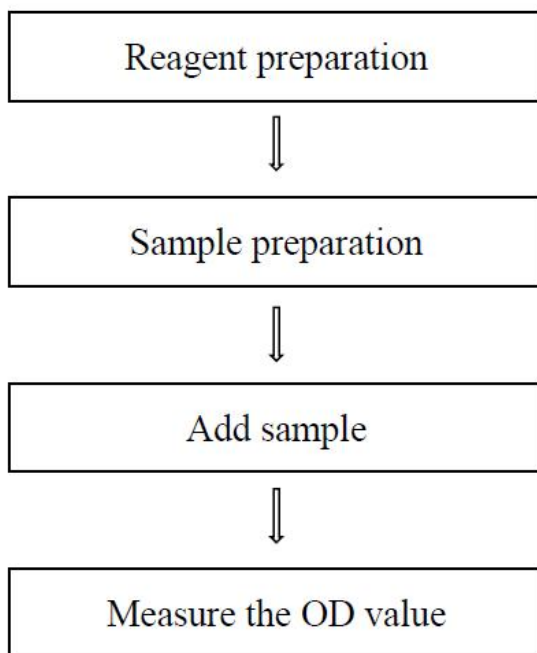 Reagent preparation
Sample preparation
Add sample
Measure the OD value